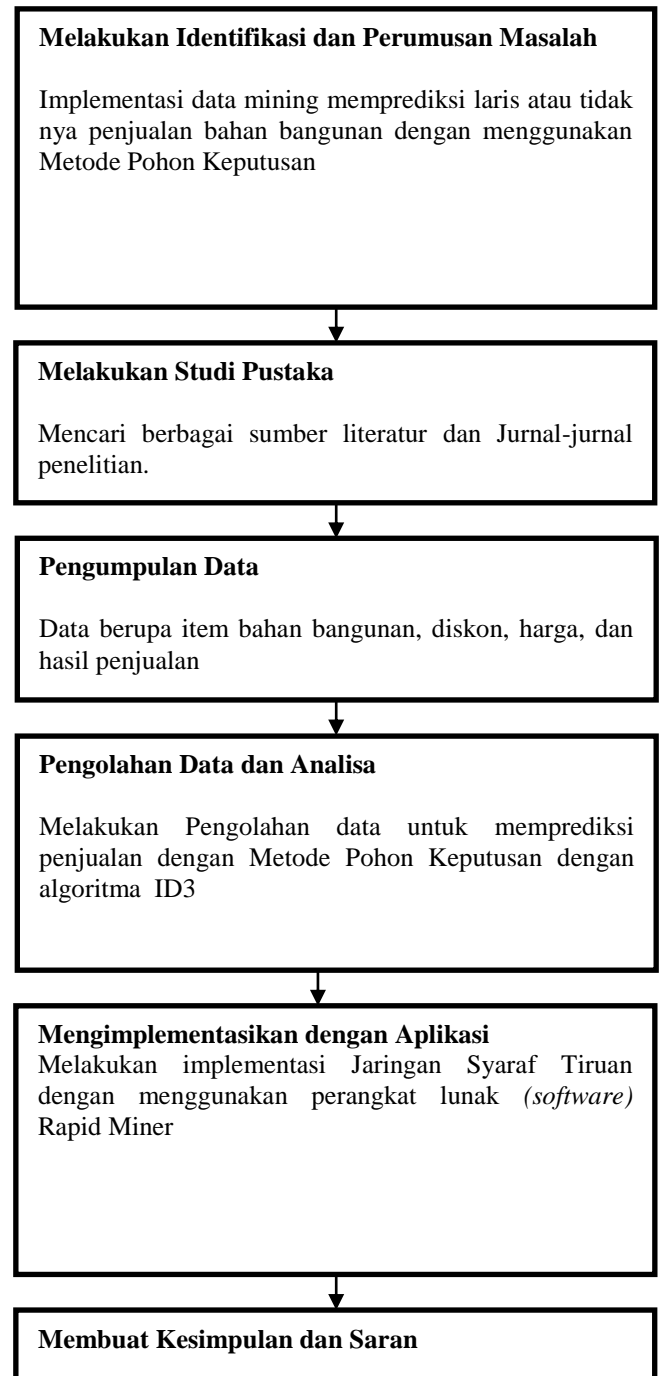 Melakukan Identifikasi dan Perumusan Masalah
Implementasi data mining memprediksi laris atau tidak
nya penjualan bahan bangunan dengan menggunakan
Metode Pohon Keputusan
Melakukan Studi Pustaka
Mencari berbagai sumber literatur dan Jurnal-jurnal
penelitian.
Pengumpulan Data
Data berupa item bahan bangunan, diskon, harga, dan
hasil penjualan
Pengolahan Data dan Analisa
Melakukan Pengolahan data untuk memprediksi
penjualan dengan Metode Pohon Keputusan dengan
algoritma ID3
Mengimplementasikan dengan Aplikasi
Melakukan implementasi Jaringan Syaraf Tiruan
dengan menggunakan perangkat lunak (software)
Rapid Miner
Membuat Kesimpulan dan Saran